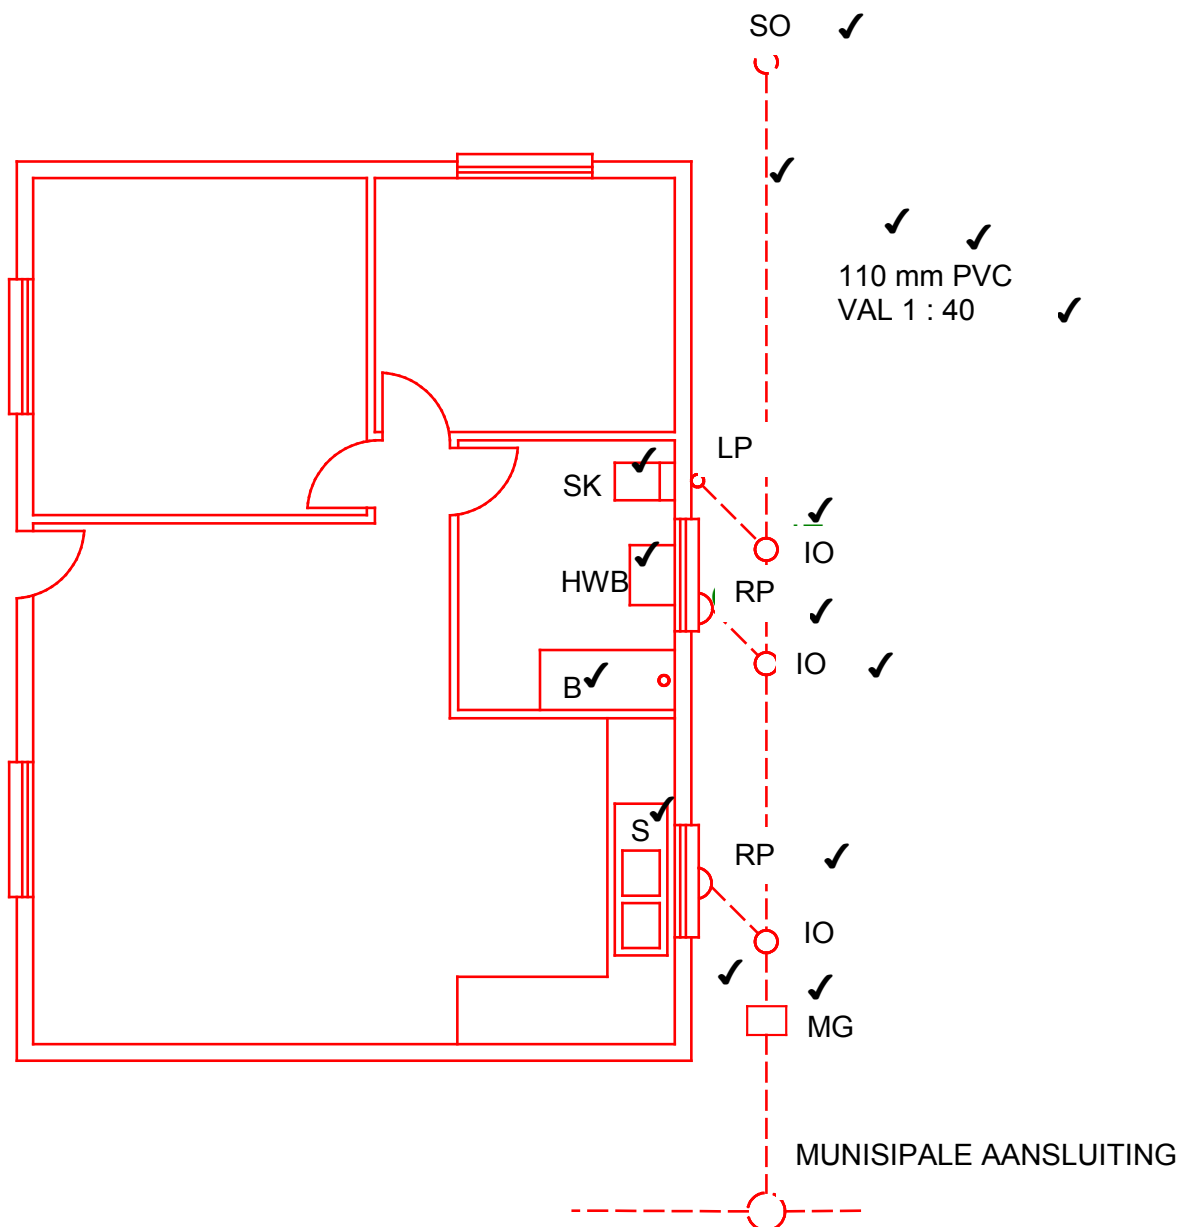 SO
110 mm PVC
VAL 1 : 40
LP
SK
IO
HWB
RP
IO
B
S
RP
IO
MG
MUNISIPALE AANSLUITING